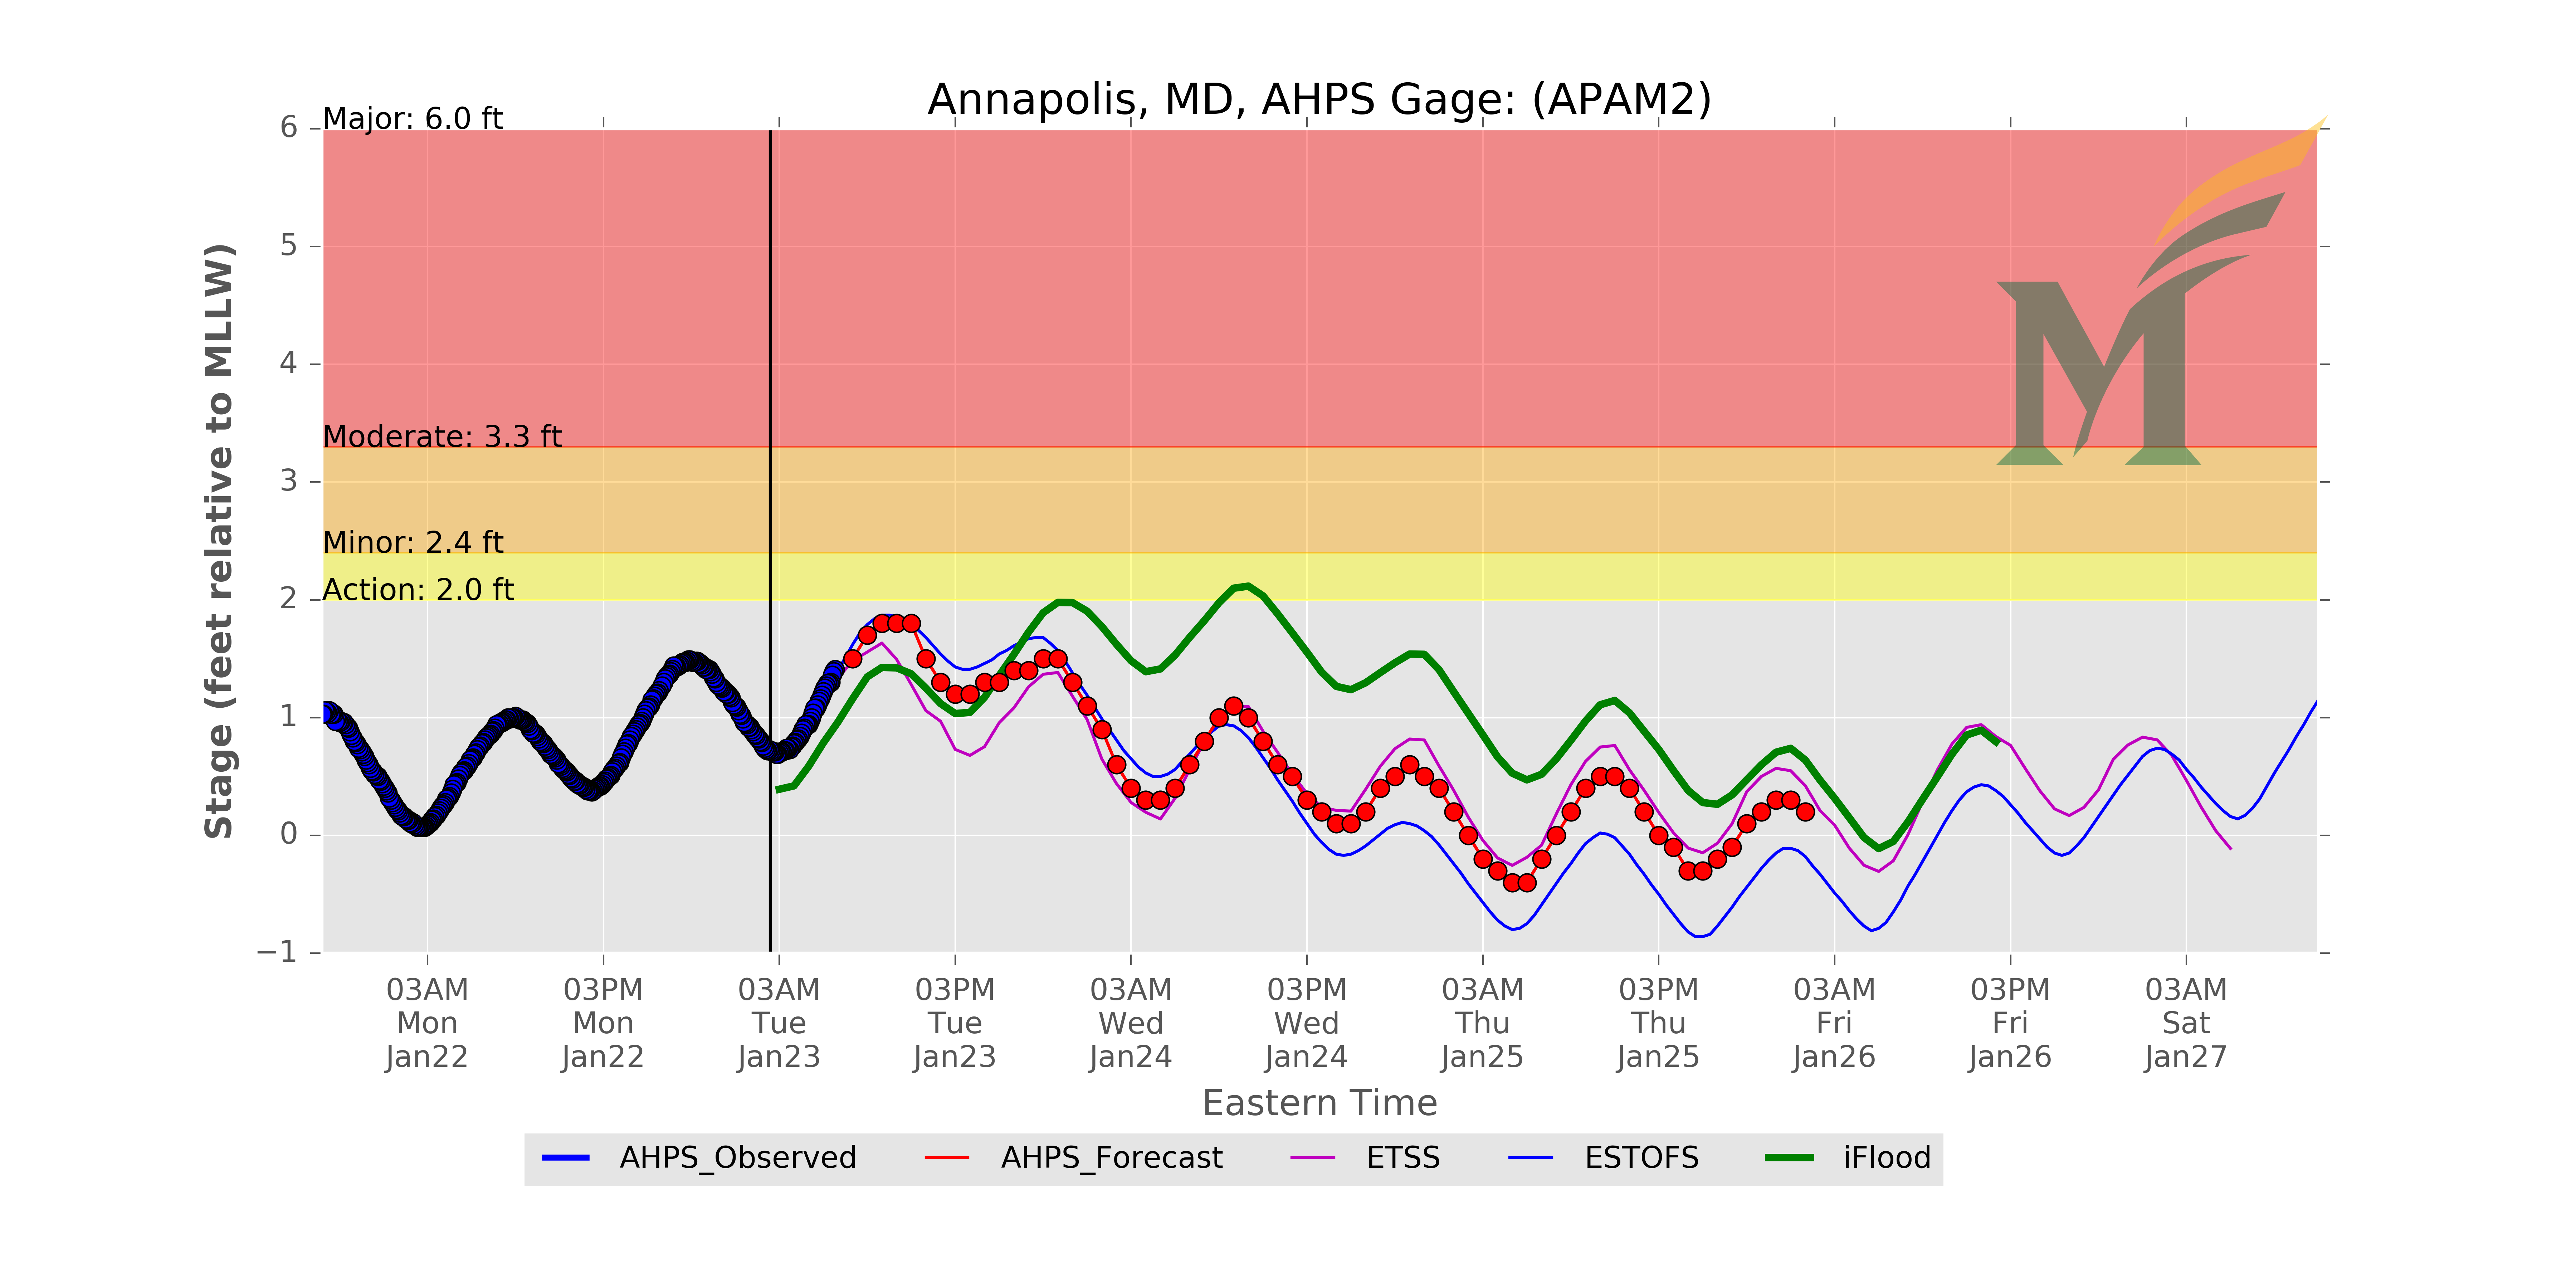 Annapolis, MD, AHPS Gage: (APAM2)
Major: 6.0 ft
Moderate: 3.3 ft
Minor: 2.4 ft
Action: 2.0 ft
Stage (feet relative to MLLW)
6
5
4
3
2
1
0
−1
03AM
Mon
Jan22
03PM
Mon
Jan22
03AM
Tue
Jan23
03PM
Tue
Jan23
03AM
Wed
Jan24
03PM
Wed
Jan24
03AM
Thu
Jan25
03PM
Thu
Jan25
03AM
Fri
Jan26
03PM
Fri
Jan26
03AM
Sat
Jan27
Eastern Time
AHPS_Observed
AHPS_Forecast
ETSS
ESTOFS
iFlood